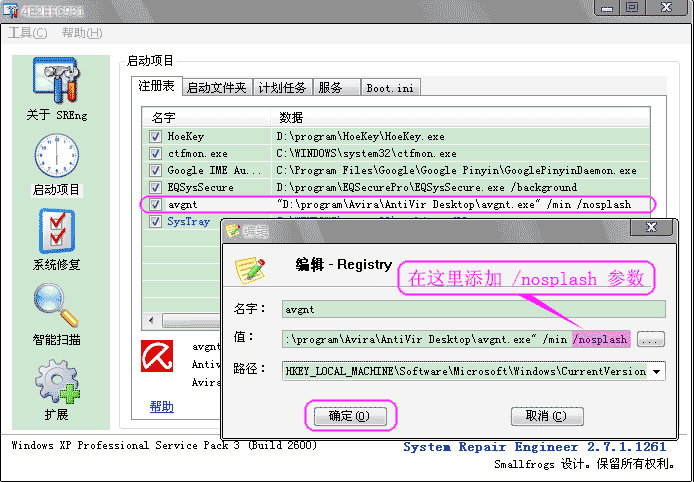 4E2EFC931
工具(C) 帮助(H)
关于 SREng
启动项目
系统修复
智能扫描
扩展
启动项目
注册表 启动文件夹 计划任务 服务 Boot.ini
名字 数据
HoeKey D:\program\HoeKey\HoeKey.exe
ctfmon.exe C:\WINDOWS\system32\ctfmon.exe
Google IME Au... C:\Program Files\Google\Google Pinyin\GooglePinyinDaemon.exe
EQSysSecure D:\program\EQSecurePro\EQSysSecure.exe /background
avgnt "D:\program\Avira\AntiVir Desktop\avgnt.exe" /min /nosplash
SysTray
avgnt
Antiv
Avira
帮助
编辑
编辑 - Registry
在这里添加 /nosplash 参数
名字： avgnt
值： :\program\Avira\AntiVir Desktop\avgnt.exe" /min /nosplash ...
路径： HKEY_LOCAL_MACHINE\Software\Microsoft\Windows\CurrentVersion
确定(O) 取消(C)
Windows XP Professional Service Pack 3 (Build 2600)
System Repair Engineer 2.7.1.1261
Smallfrogs 设计。保留所有权利。